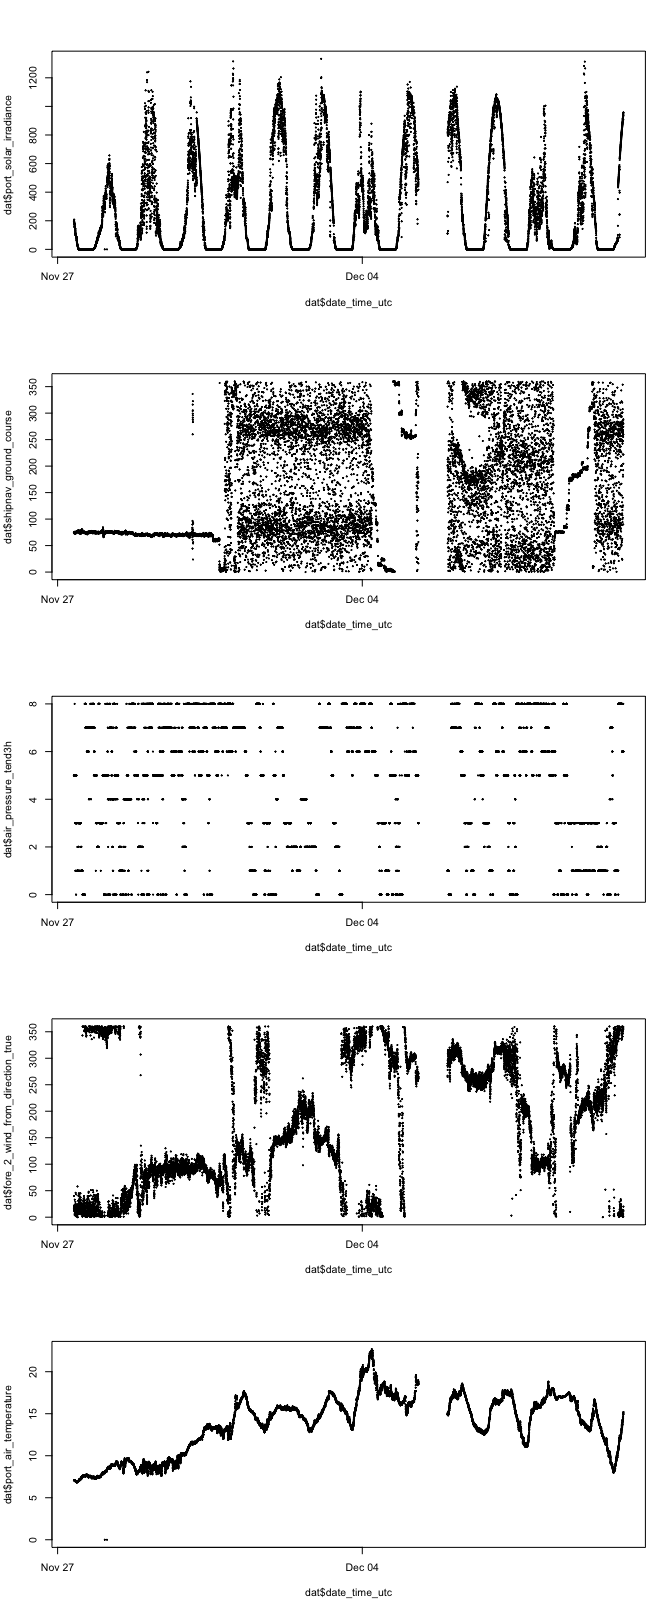 dat$port_solar_irradiance
0 200 400 600 800 1200
Nov 27 Dec 04
dat$date_time_utc
dat$shipnav_ground_course
0 50 100 150 200 250 300 350
Nov 27 Dec 04
dat$date_time_utc
dat$air_pressure_tend3h
0 2 4 6 8
Nov 27 Dec 04
dat$date_time_utc
dat$fore_2_wind_from_direction_true
0 50 100 150 200 250 300 350
Nov 27 Dec 04
dat$date_time_utc
dat$port_air_temperature
0 5 10 15 20
Nov 27 Dec 04
dat$date_time_utc